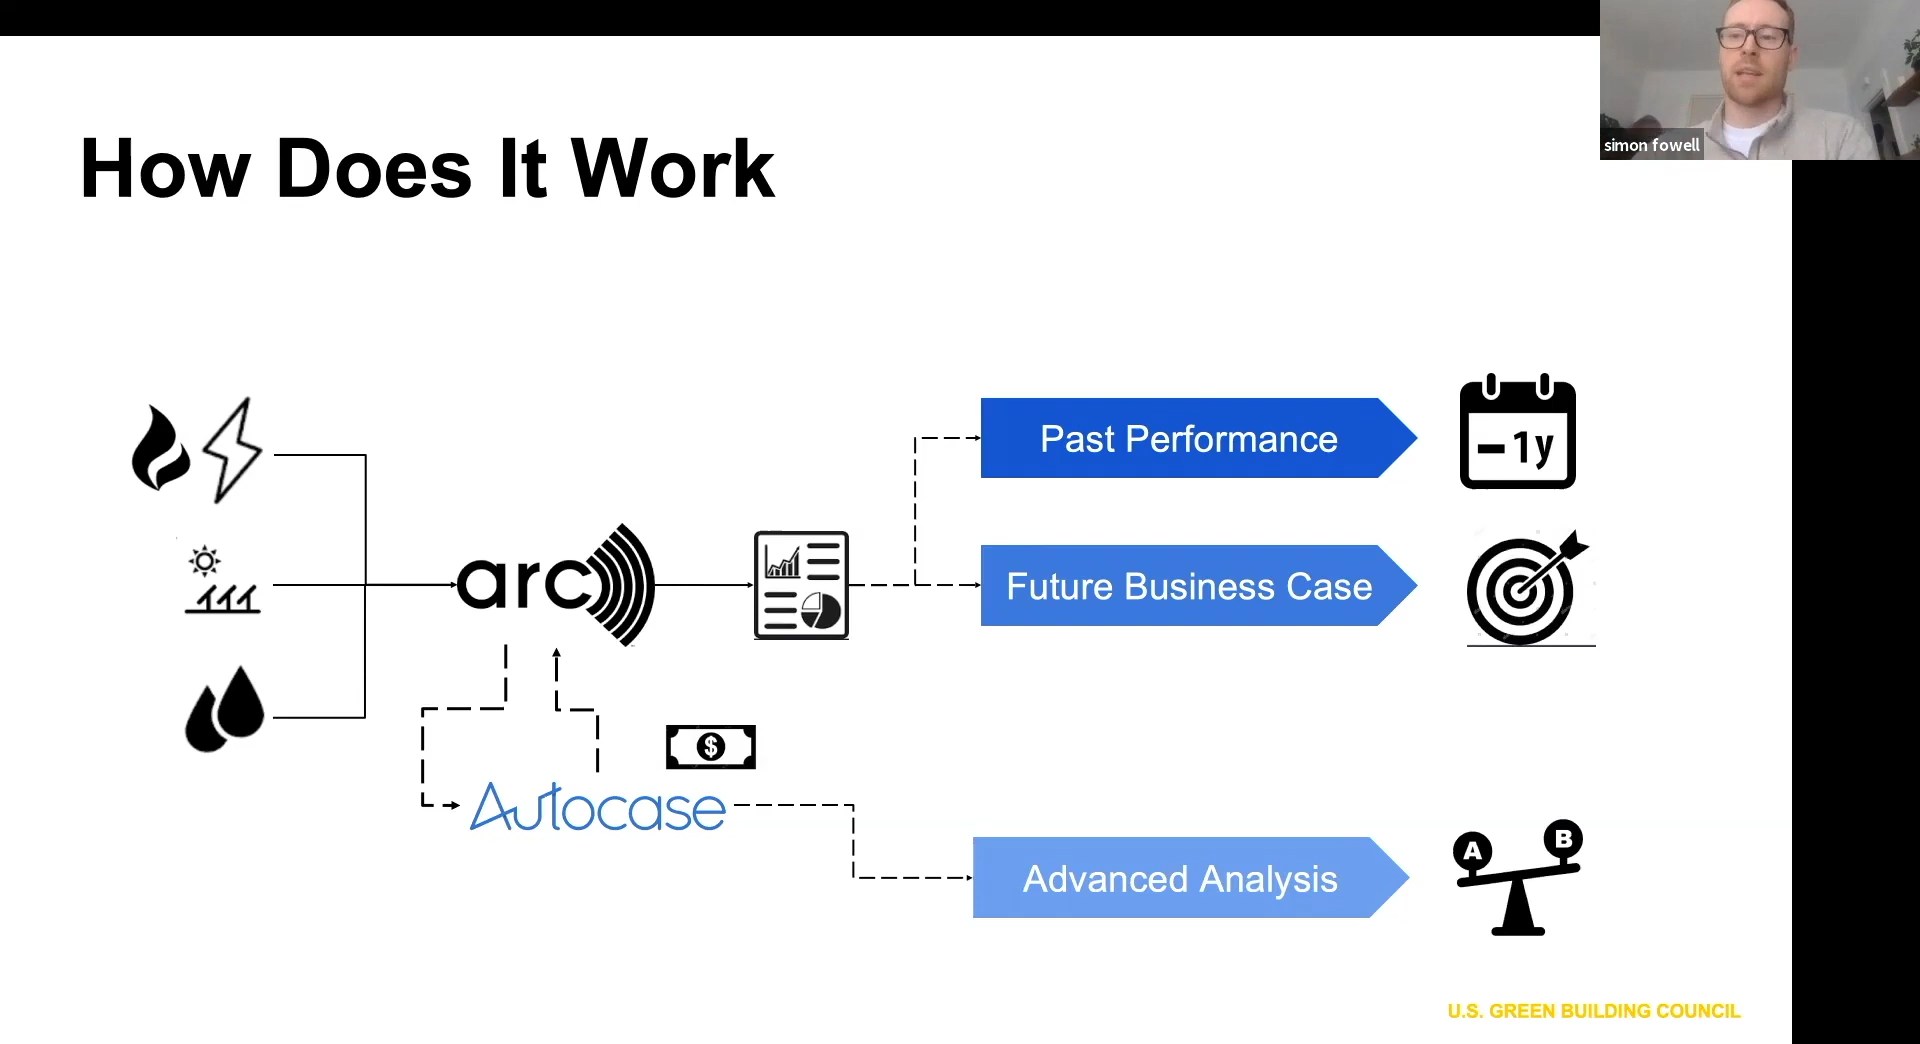 simon fowell
How Does It Work
Past Performance
– 1y
arc
Future Business Case
$
Autocase
Advanced Analysis
A
B
U.S. GREEN BUILDING COUNCIL